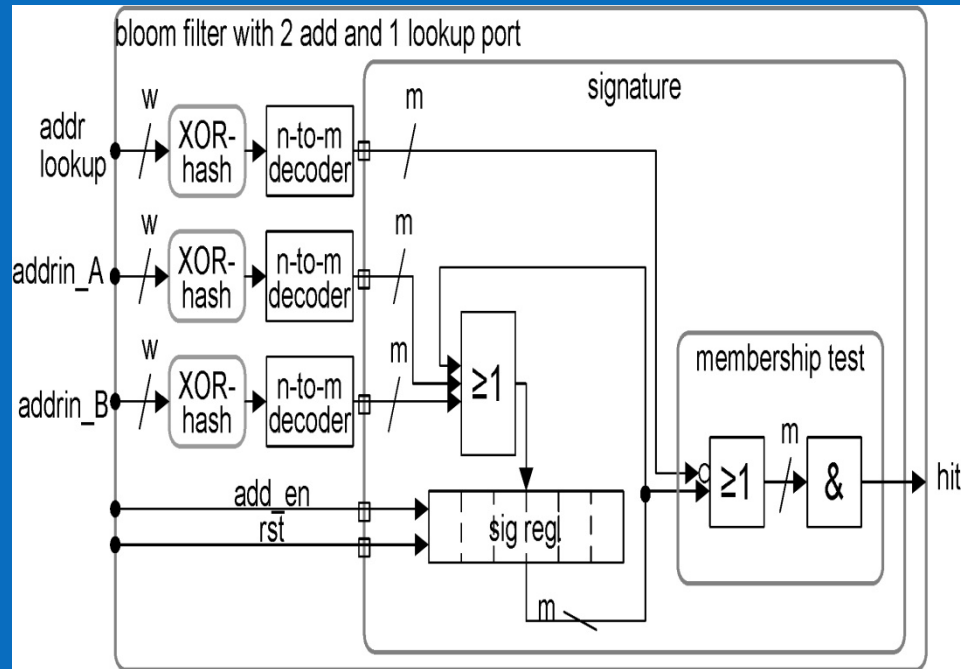 bloom filter with 2 add and 1 lookup port
signature
addr
lookup
w
XOR-
hash
n-to-m
decoder
m
addrin_A
w
XOR-
hash
n-to-m
decoder
m
addrin_B
w
XOR-
hash
n-to-m
decoder
m
≥1
membership test
≥1
m
&
hit
add_en
rst
sig reg.
m